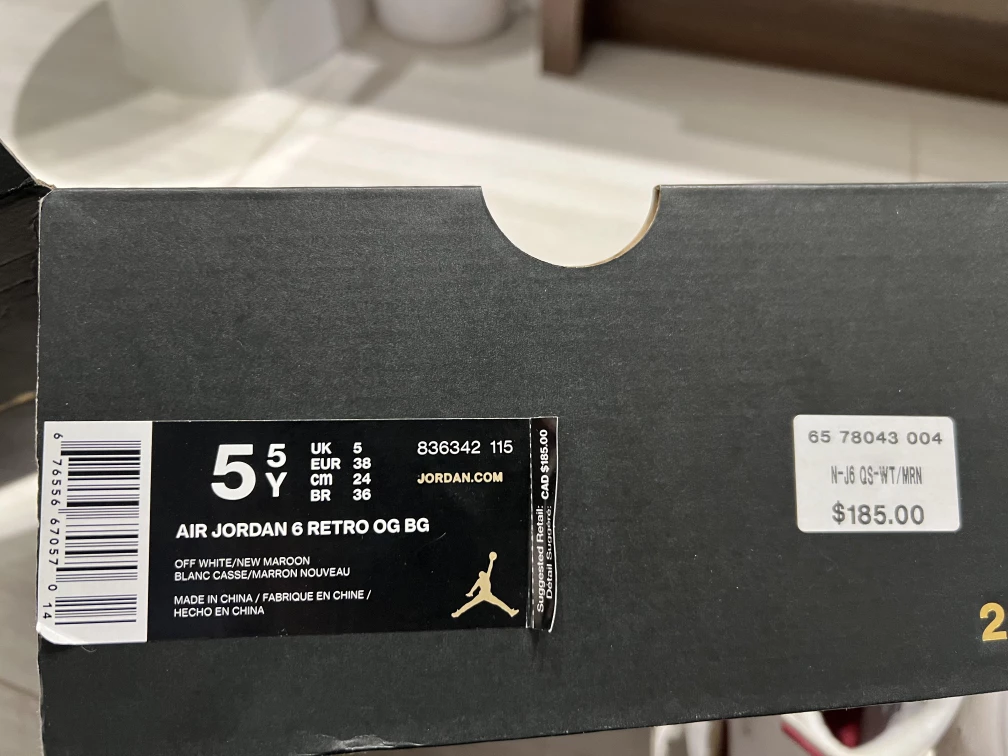 6 76556 67057 0 14
5 5
Y
UK 5
EUR 38
cm 24
BR 36
836342 115
JORDAN.COM
AIR JORDAN 6 RETRO OG BG
OFF WHITE/NEW MAROON
BLANC CASSE/MARRON NOUVEAU
MADE IN CHINA / FABRIQUE EN CHINE /
HECHO EN CHINA
Suggested Retail: CAD $185.00
Détail Suggéré:
65 78043 004
N-J6 QS-WT/MRN
$185.00
2